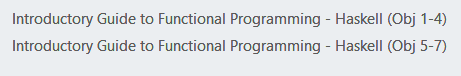 Introductory Guide to Functional Programming - Haskell (Obj 1-4)
Introductory Guide to Functional Programming - Haskell (Obj 5-7)